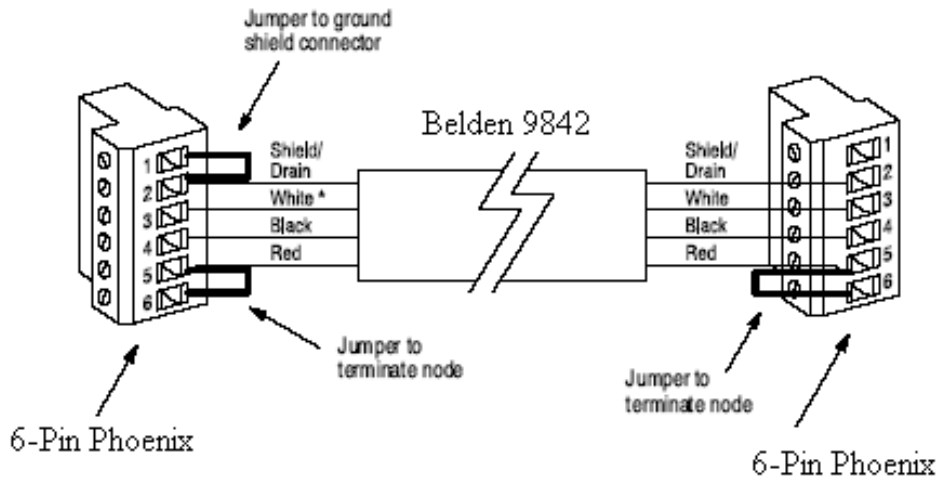 Jumper to ground
shield connector
Belden 9842
1
2
3
4
5
6
Shield/
Drain
White *
Black
Red
Shield/
Drain
White
Black
Red
1
2
3
4
5
6
Jumper to
terminate node
Jumper to
terminate node
6-Pin Phoenix
6-Pin Phoenix